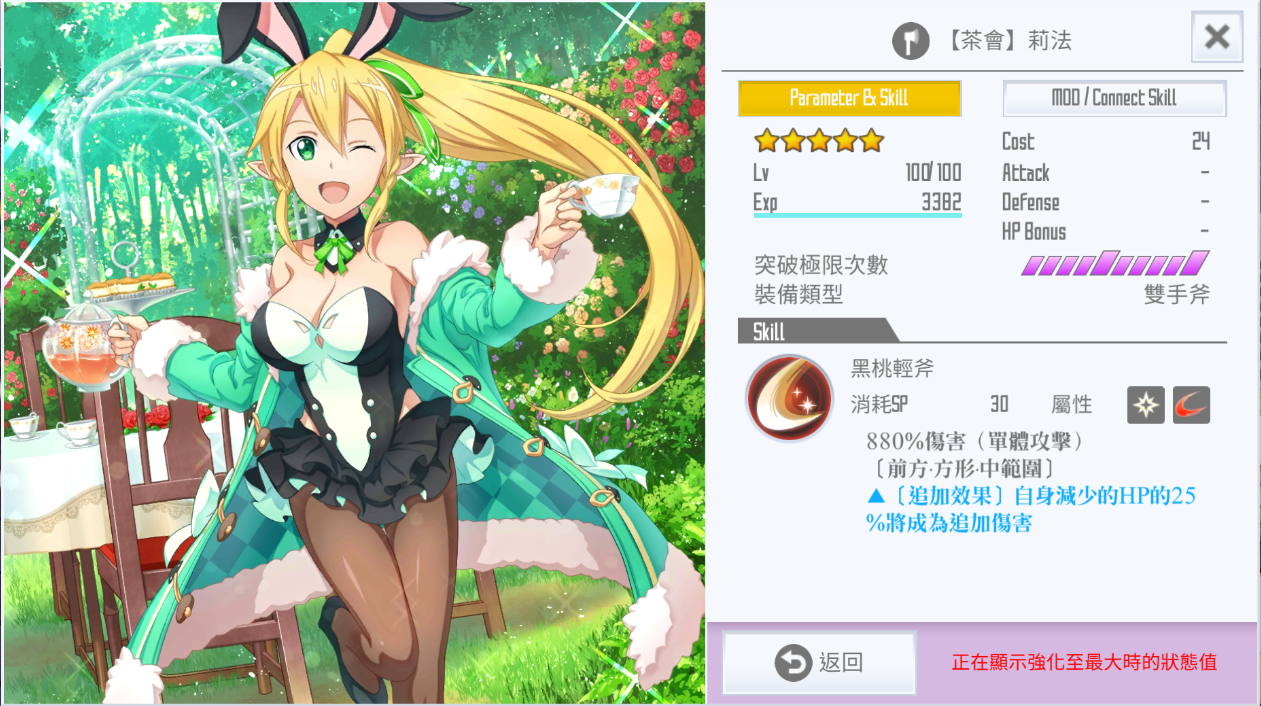 【茶會】莉法
Parameter & Skill
MOD / Connect Skill
Lv 100/100
Exp 3382
Cost 24
Attack -
Defense -
HP Bonus -
突破極限次數
裝備類型 雙手斧
Skill
黑桃輕斧
消耗SP 30 屬性
880%傷害（單體攻擊）
〔前方·方形·中範圍〕
▲〔追加效果〕自身減少的HP的25
%將成為追加傷害
返回
正在顯示強化至最大時的狀態值